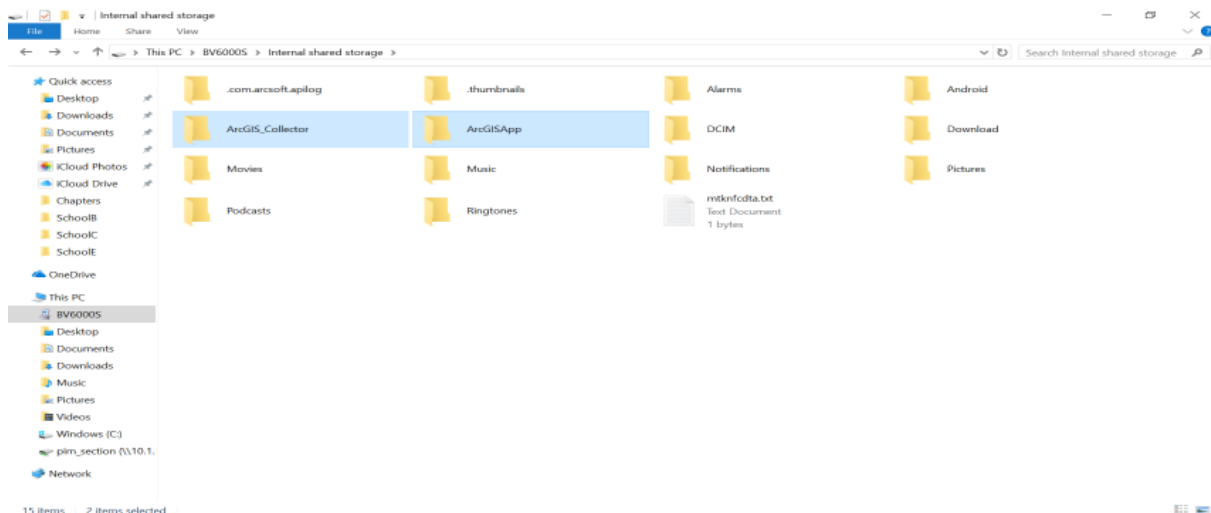 Internal shared storage
File Home Share View
This PC > BV6000S > Internal shared storage >
Search Internal shared storage
Quick access
Desktop
Downloads
Documents
Pictures
iCloud Photos
iCloud Drive
Chapters
SchoolB
SchoolC
SchoolE
OneDrive
This PC
BV6000S
Desktop
Documents
Downloads
Music
Pictures
Videos
Windows (C:)
pim_section (\\10.1.
Network
.com.arcsoft.apilog .thumbnails Alarms Android
ArcGIS_Collector ArcGISApp DCIM Download
Movies Music Notifications Pictures
Podcasts Ringtones mtknfcdta.txt
Text Document
1 bytes
15 items 2 items selected